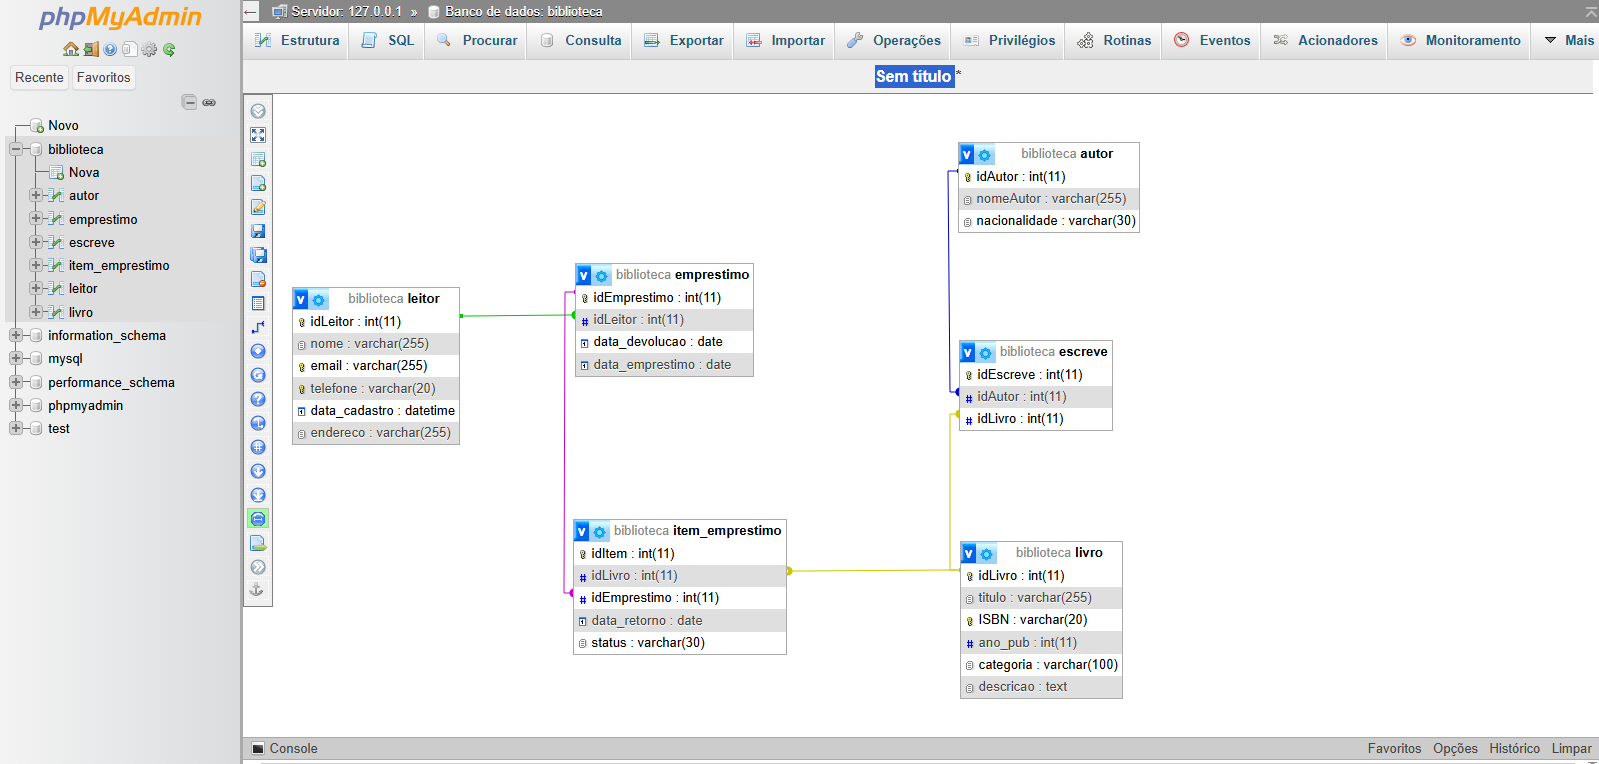 phpMyAdmin
Recente Favoritos
Novo
biblioteca
Nova
autor
emprestimo
escreve
item_emprestimo
leitor
livro
information_schema
mysql
performance_schema
phpmyadmin
test
Servidor: 127.0.0.1 » Banco de dados: biblioteca
Estrutura SQL Procurar Consulta Exportar Importar Operações Privilégios Rotinas Eventos Acionadores Monitoramento Mais
Sem título *
biblioteca autor
idAutor : int(11)
nomeAutor : varchar(255)
nacionalidade : varchar(30)
biblioteca emprestimo
idEmprestimo : int(11)
idLeitor : int(11)
data_devolucao : date
data_emprestimo : date
biblioteca leitor
idLeitor : int(11)
nome : varchar(255)
email : varchar(255)
telefone : varchar(20)
data_cadastro : datetime
endereco : varchar(255)
biblioteca escreve
idEscreve : int(11)
idAutor : int(11)
idLivro : int(11)
biblioteca item_emprestimo
idItem : int(11)
idLivro : int(11)
idEmprestimo : int(11)
data_retorno : date
status : varchar(30)
biblioteca livro
idLivro : int(11)
titulo : varchar(255)
ISBN : varchar(20)
ano_pub : int(11)
categoria : varchar(100)
descricao : text
Console
Favoritos Opções Histórico Limpar